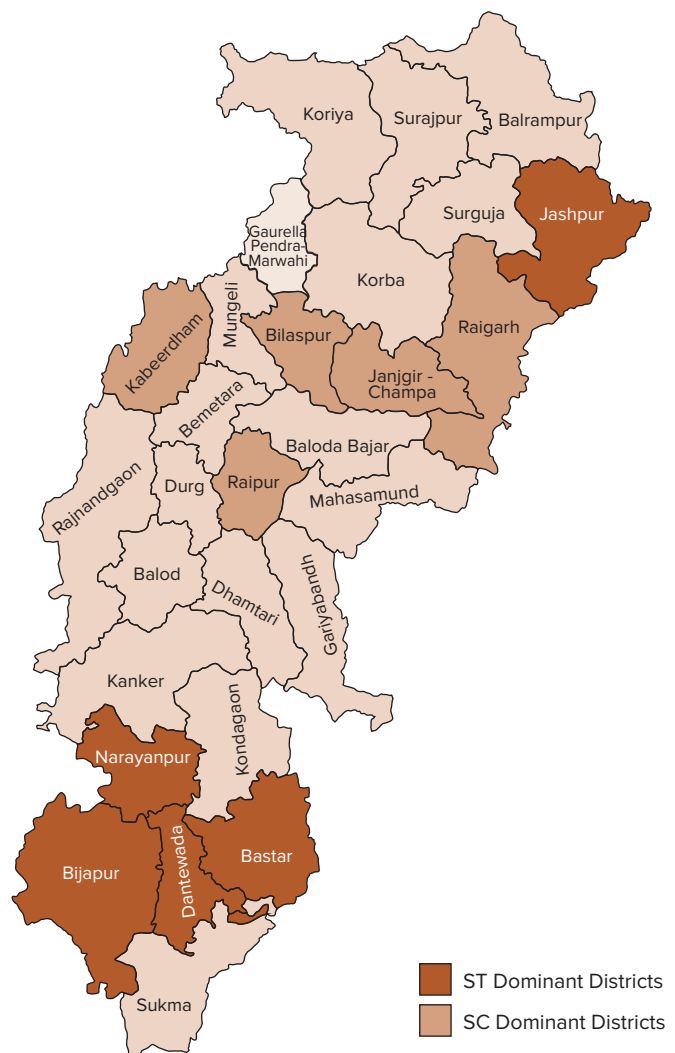 Koriya
Surajpur
Balrampur
Surguja
Jashpur
Gaurella
Pendra-
Marwahi
Korba
Mungeli
Bilaspur
Raigarh
Kabeerdham
Janjgir -
Champa
Bemetara
Baloda Bajar
Rajnandgaon
Durg
Raipur
Mahasamund
Balod
Dhamtari
Gariyabandh
Kanker
Kondagaon
Narayanpur
Bastar
Bijapur
Dantewada
Sukma
ST Dominant Districts
SC Dominant Districts